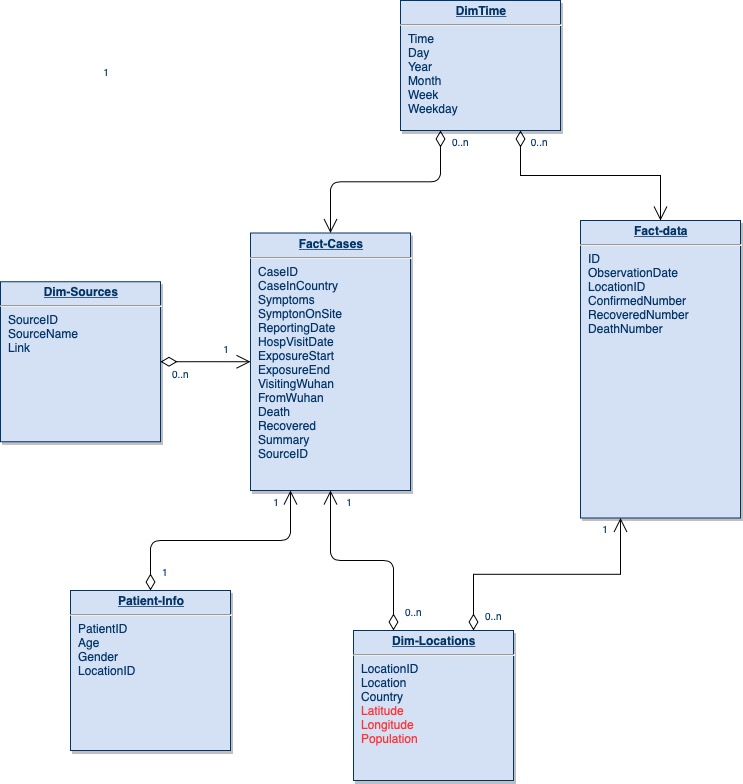 DimTime
Time
Day
Year
Month
Week
Weekday
1
0..n
0..n
Fact-Cases
CaseID
CaseInCountry
Symptoms
SymptonOnSite
ReportingDate
HospVisitDate
ExposureStart
ExposureEnd
VisitingWuhan
FromWuhan
Death
Recovered
Summary
SourceID
Fact-data
ID
ObservationDate
LocationID
ConfirmedNumber
RecoveredNumber
DeathNumber
Dim-Sources
SourceID
SourceName
Link
1
0..n
1
1
1
1
0..n
0..n
Patient-Info
PatientID
Age
Gender
LocationID
Dim-Locations
LocationID
Location
Country
Latitude
Longitude
Population